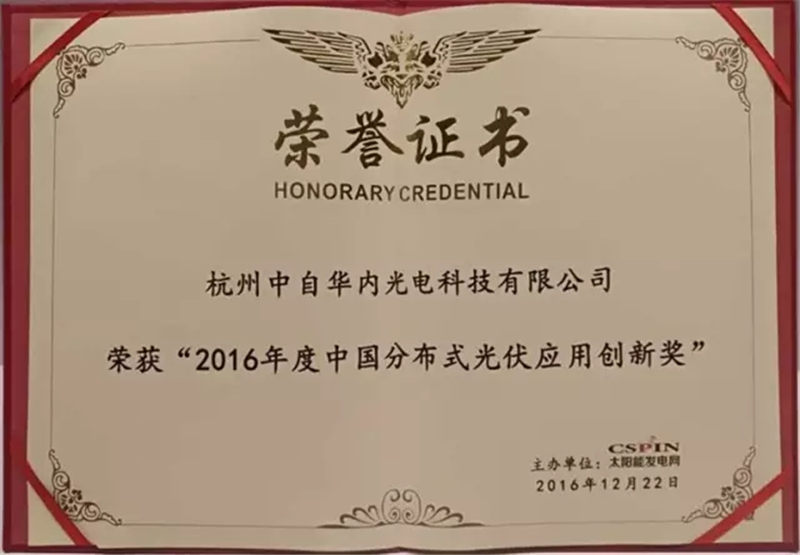 荣誉证书
HONORARY CREDENTIAL
杭州中自华内光电科技有限公司
荣获“2016年度中国分布式光伏应用创新奖”
CSPIN
主办单位：太阳能发电网
2016年12月22日